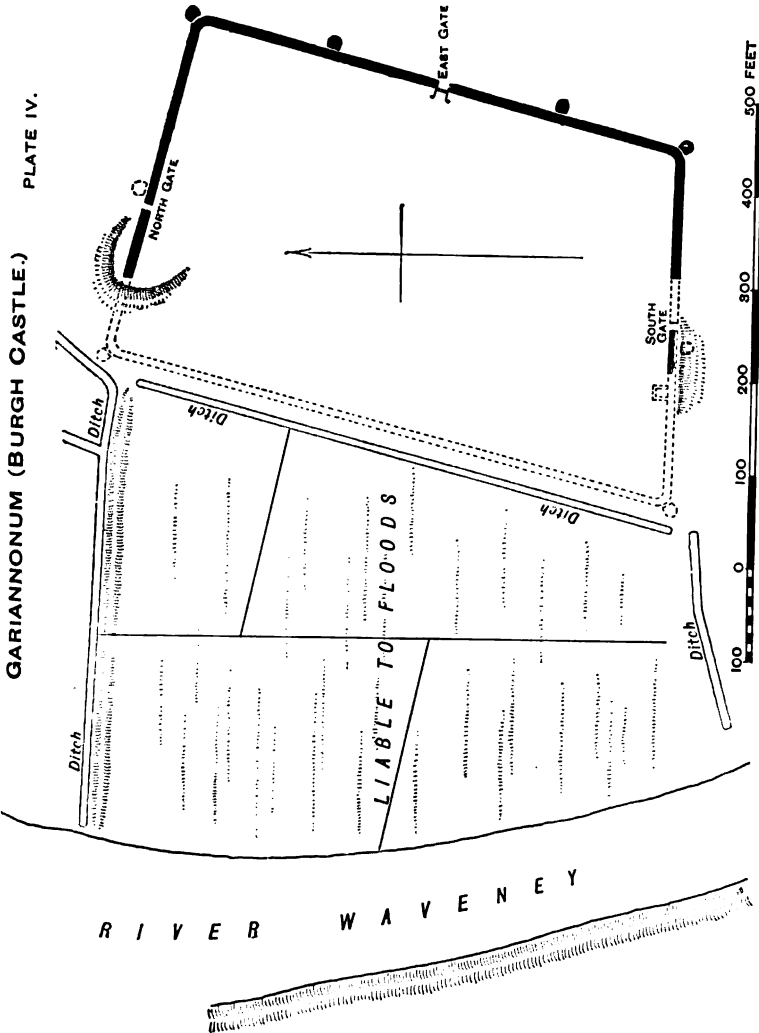 GARIANNONUM (BURGH CASTLE.)
PLATE IV.
Ditch
Ditch
NORTH GATE
EAST GATE
Ditch
LIABLE TO FLOODS
Ditch
SOUTH
GATE
Ditch
RIVER WAVENEY
100 0 100 200 300 400 500 FEET